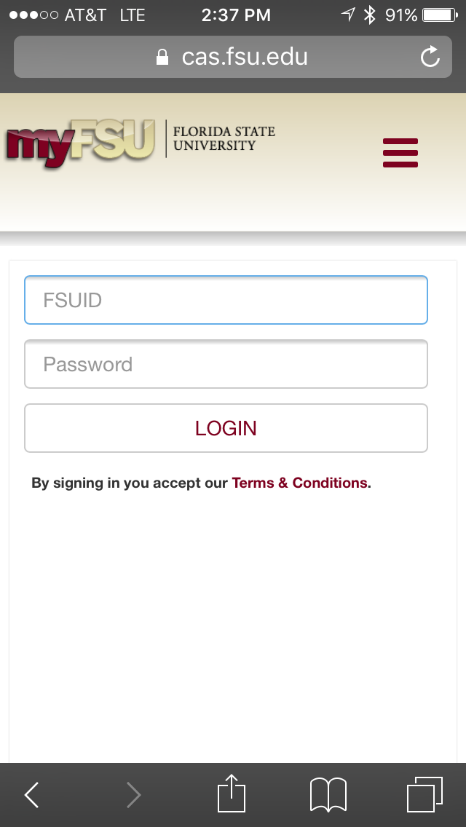 AT&T LTE 2:37 PM 91%
cas.fsu.edu
myFSU
FLORIDA STATE
UNIVERSITY
FSUID
Password
LOGIN
By signing in you accept our Terms & Conditions.